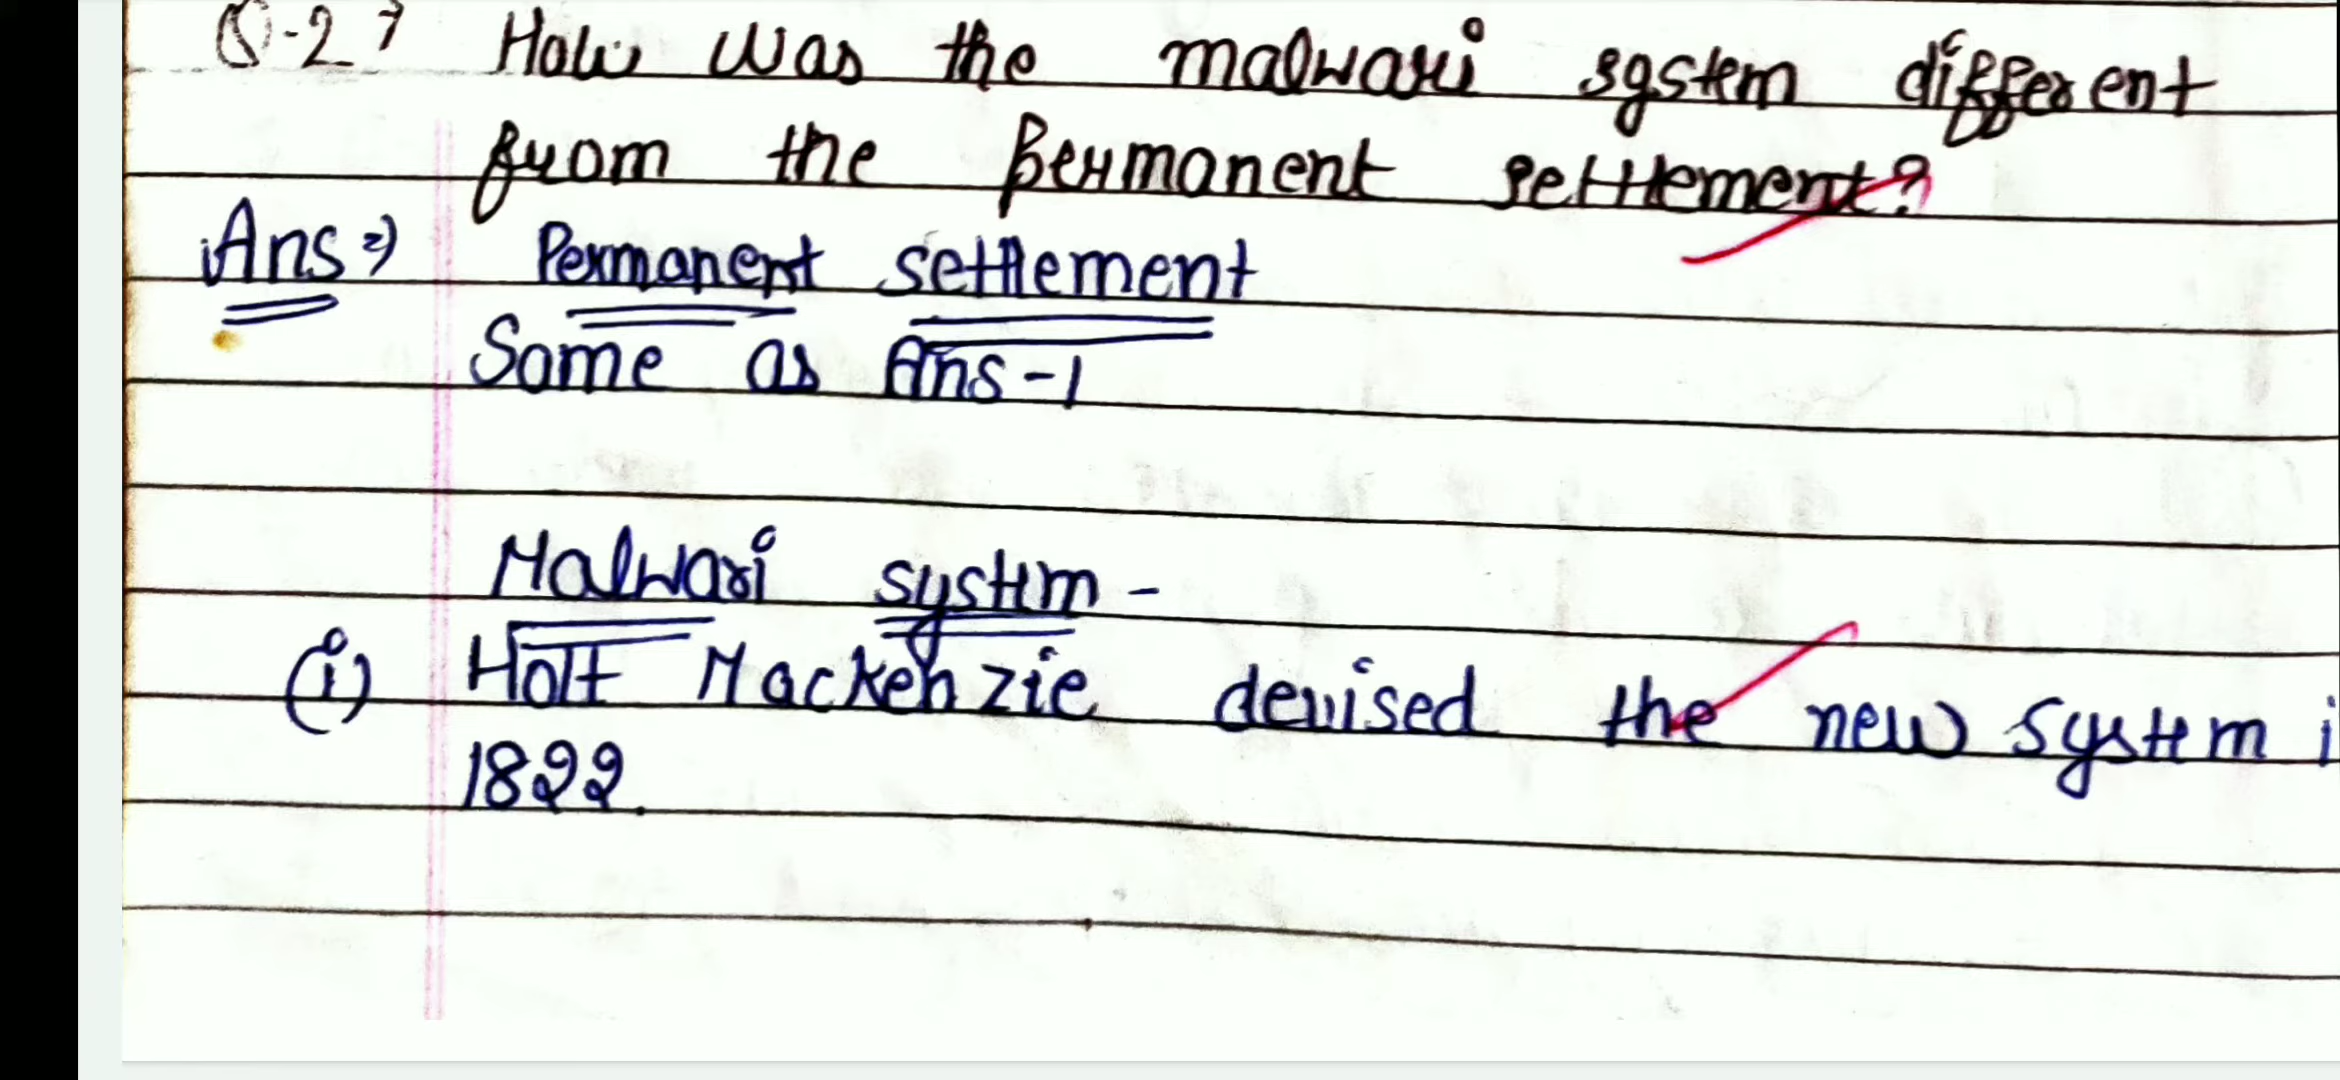 Q-2 → How was the malwari system different
from the Permanent settlement?
Ans ⇒ Permanent settlement
Same as Ans-1
Malwari system -
(i) Holt Mackenzie devised the new system i
1822.